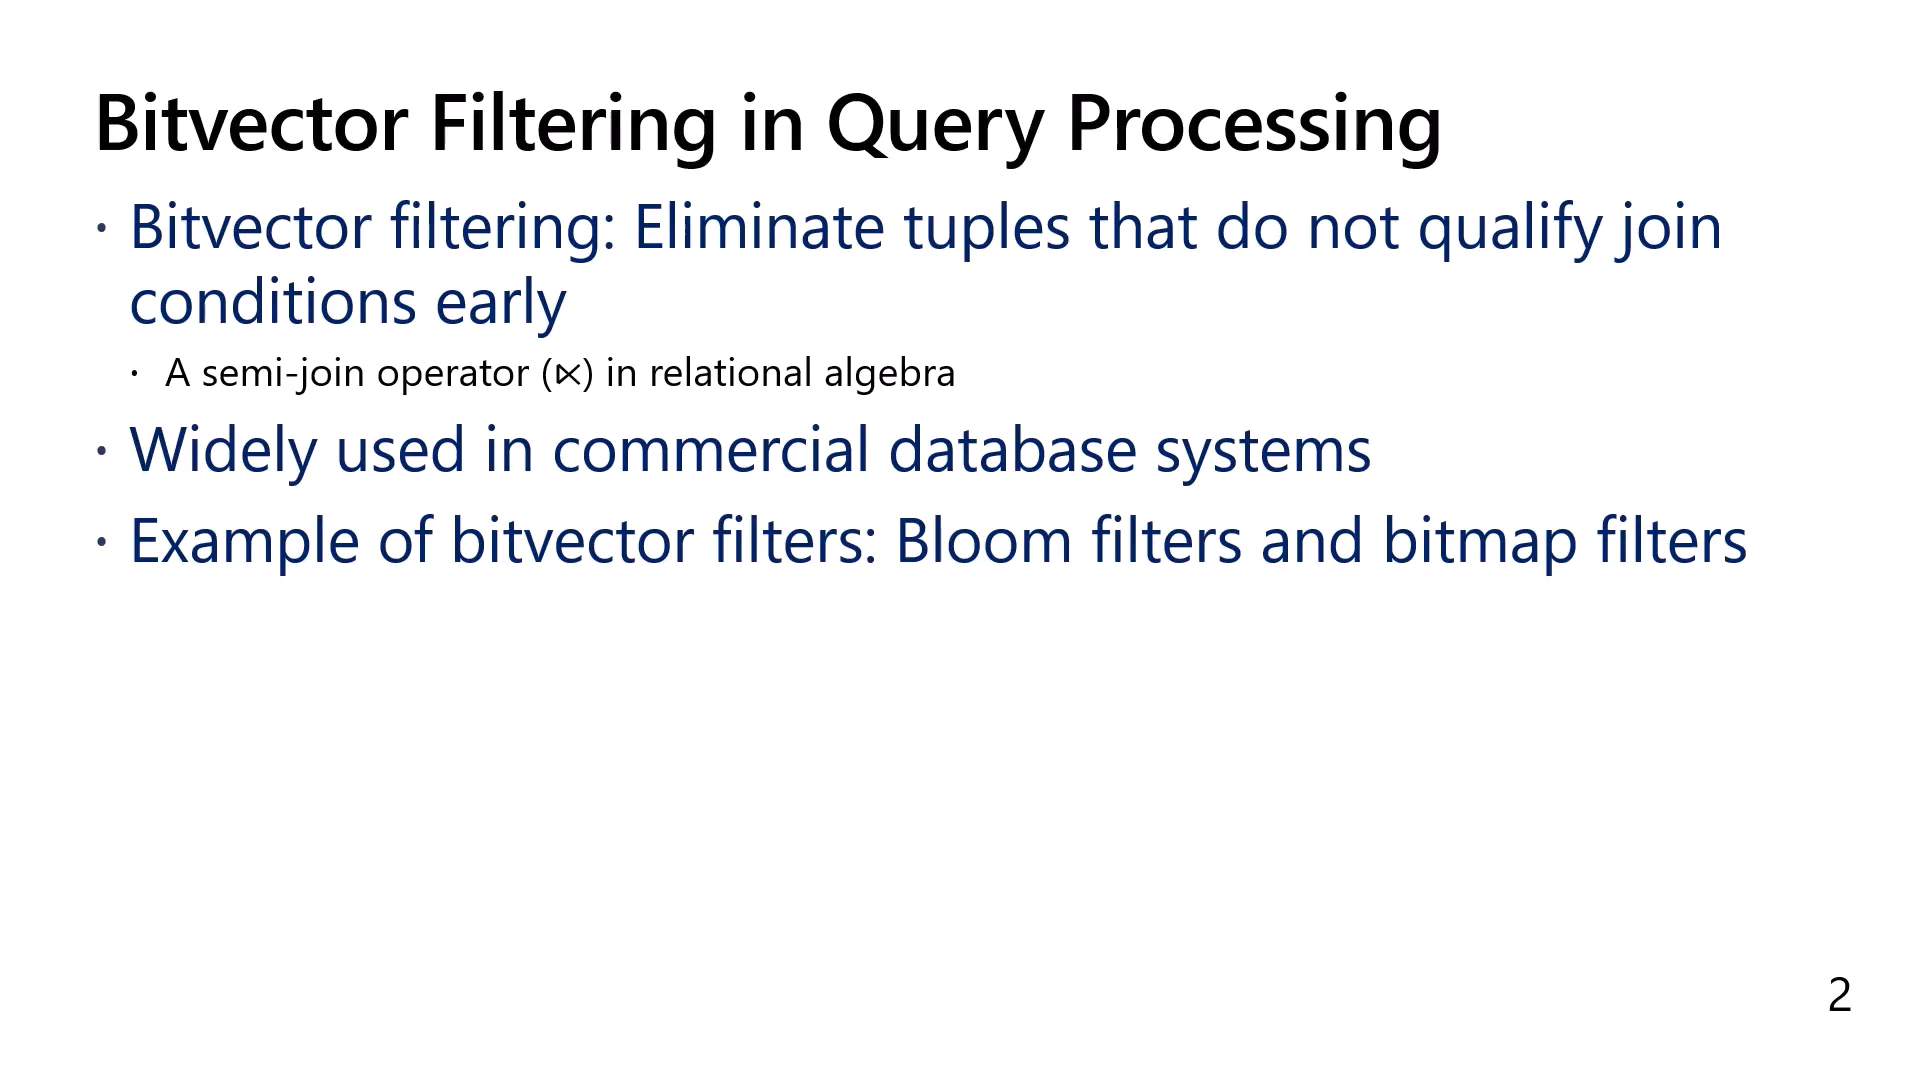 Bitvector Filtering in Query Processing
· Bitvector filtering: Eliminate tuples that do not qualify join
conditions early
· A semi-join operator (⋉) in relational algebra
· Widely used in commercial database systems
· Example of bitvector filters: Bloom filters and bitmap filters
2